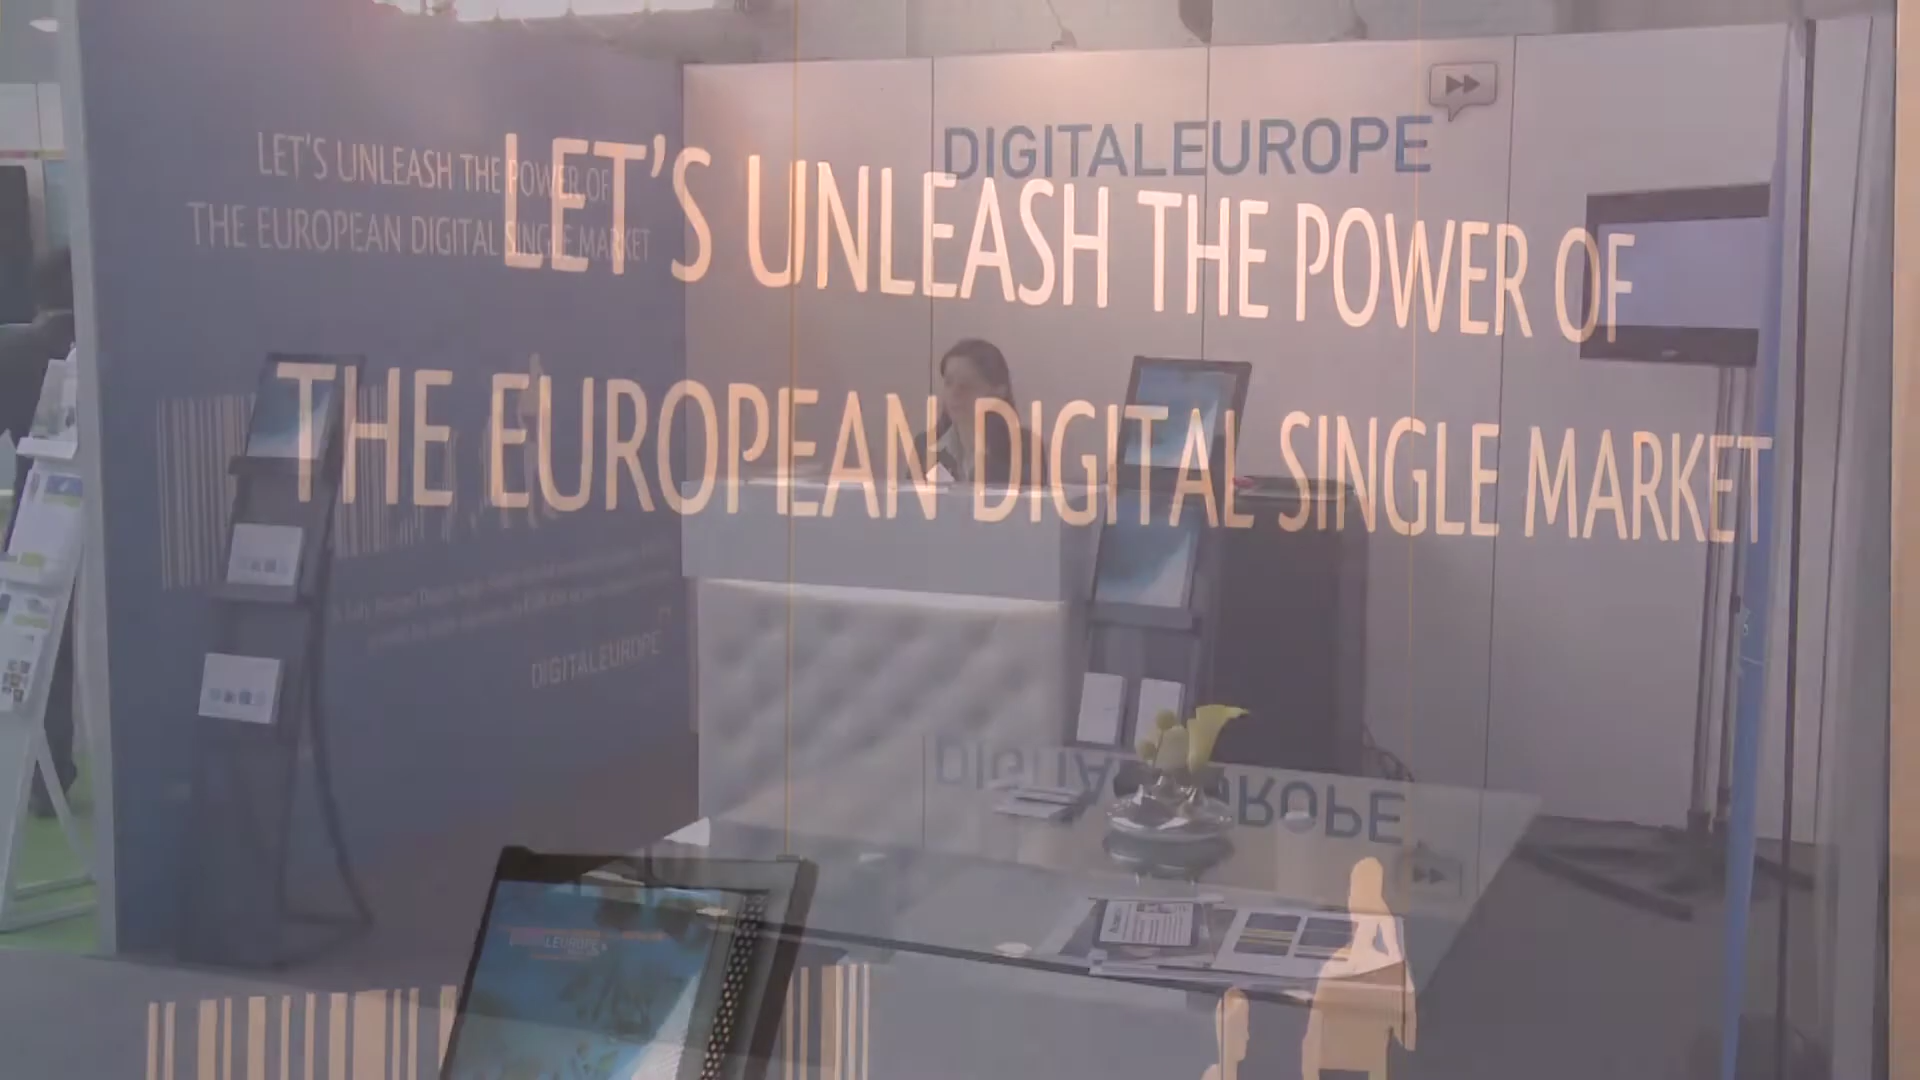 DIGITALEUROPE
LET'S UNLEASH THE POWER OF
THE EUROPEAN DIGITAL SINGLE MARKET
LET'S UNLEASH THE POWER OF
THE EUROPEAN DIGITAL SINGLE MARKET
DIGITALEUROPE
DIGITALEUROPE